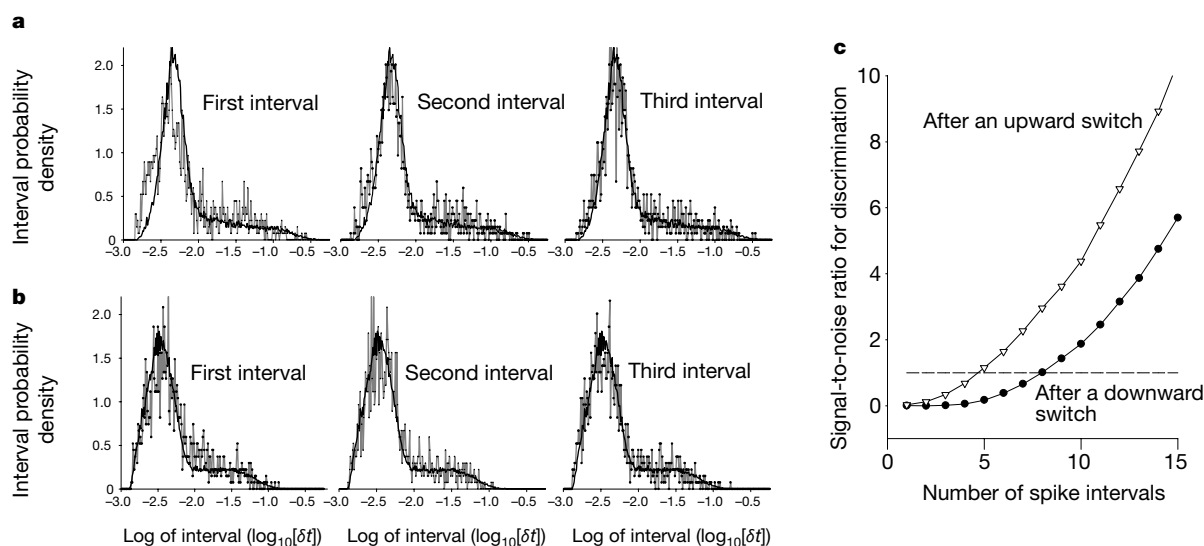 a
Interval probability
density
2.0
1.5
1.0
0.5
0
First interval
Second interval
Third interval
–3.0 –2.5 –2.0 –1.5 –1.0 –0.5
–3.0 –2.5 –2.0 –1.5 –1.0 –0.5
–3.0 –2.5 –2.0 –1.5 –1.0 –0.5
b
Interval probability
density
2.0
1.5
1.0
0.5
0
First interval
Second interval
Third interval
–3.0 –2.5 –2.0 –1.5 –1.0 –0.5
–3.0 –2.5 –2.0 –1.5 –1.0 –0.5
–3.0 –2.5 –2.0 –1.5 –1.0 –0.5
Log of interval (log10[δt])
Log of interval (log10[δt])
Log of interval (log10[δt])
c
Signal-to-noise ratio for discrimination
10
8
6
4
2
0
After an upward switch
After a downward
switch
0 5 10 15
Number of spike intervals